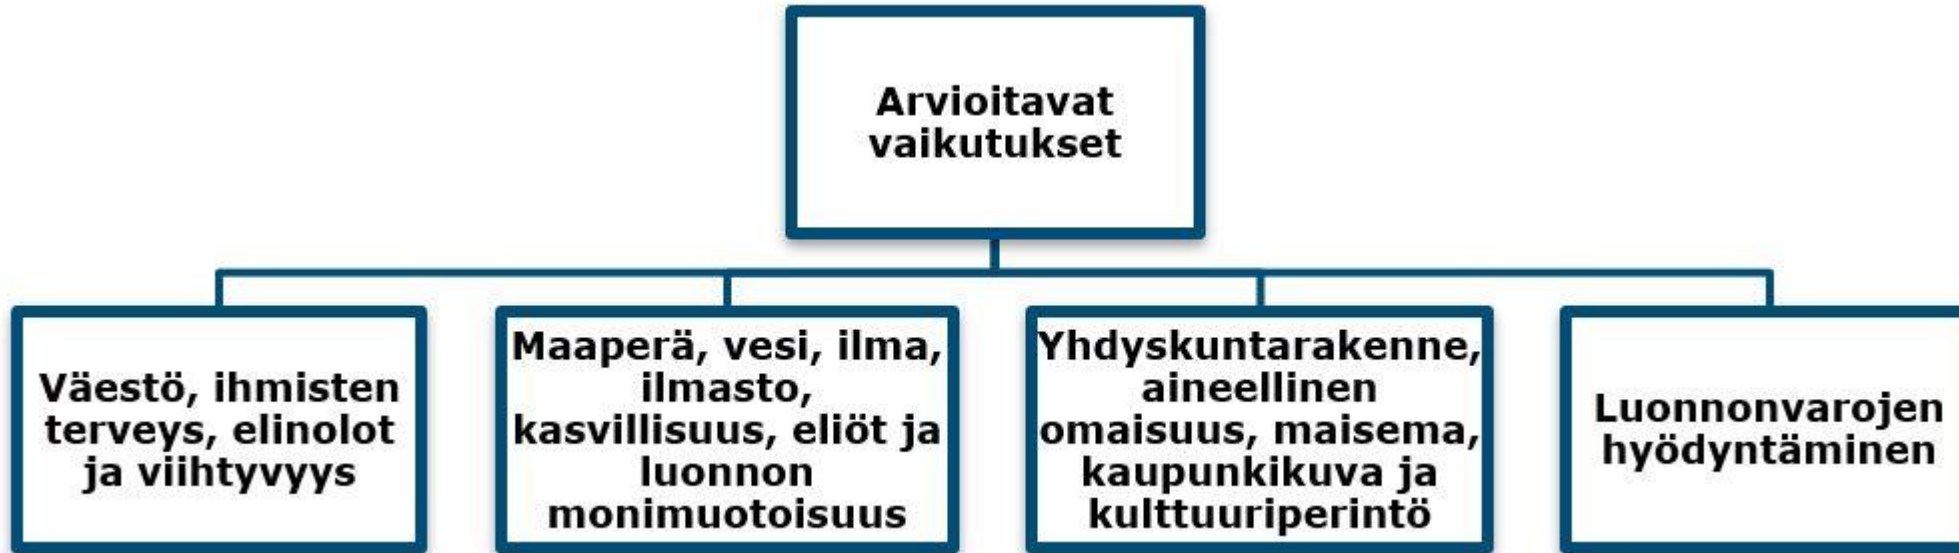 Arvioitavat
vaikutukset
Väestö, ihmisten
terveys, elinolot
ja viihtyvyys
Maaperä, vesi, ilma,
ilmasto,
kasvillisuus, eliöt ja
luonnon
monimuotoisuus
Yhdyskuntarakenne,
aineellinen
omaisuus, maisema,
kaupunkikuva ja
kulttuuriperintö
Luonnonvarojen
hyödyntäminen